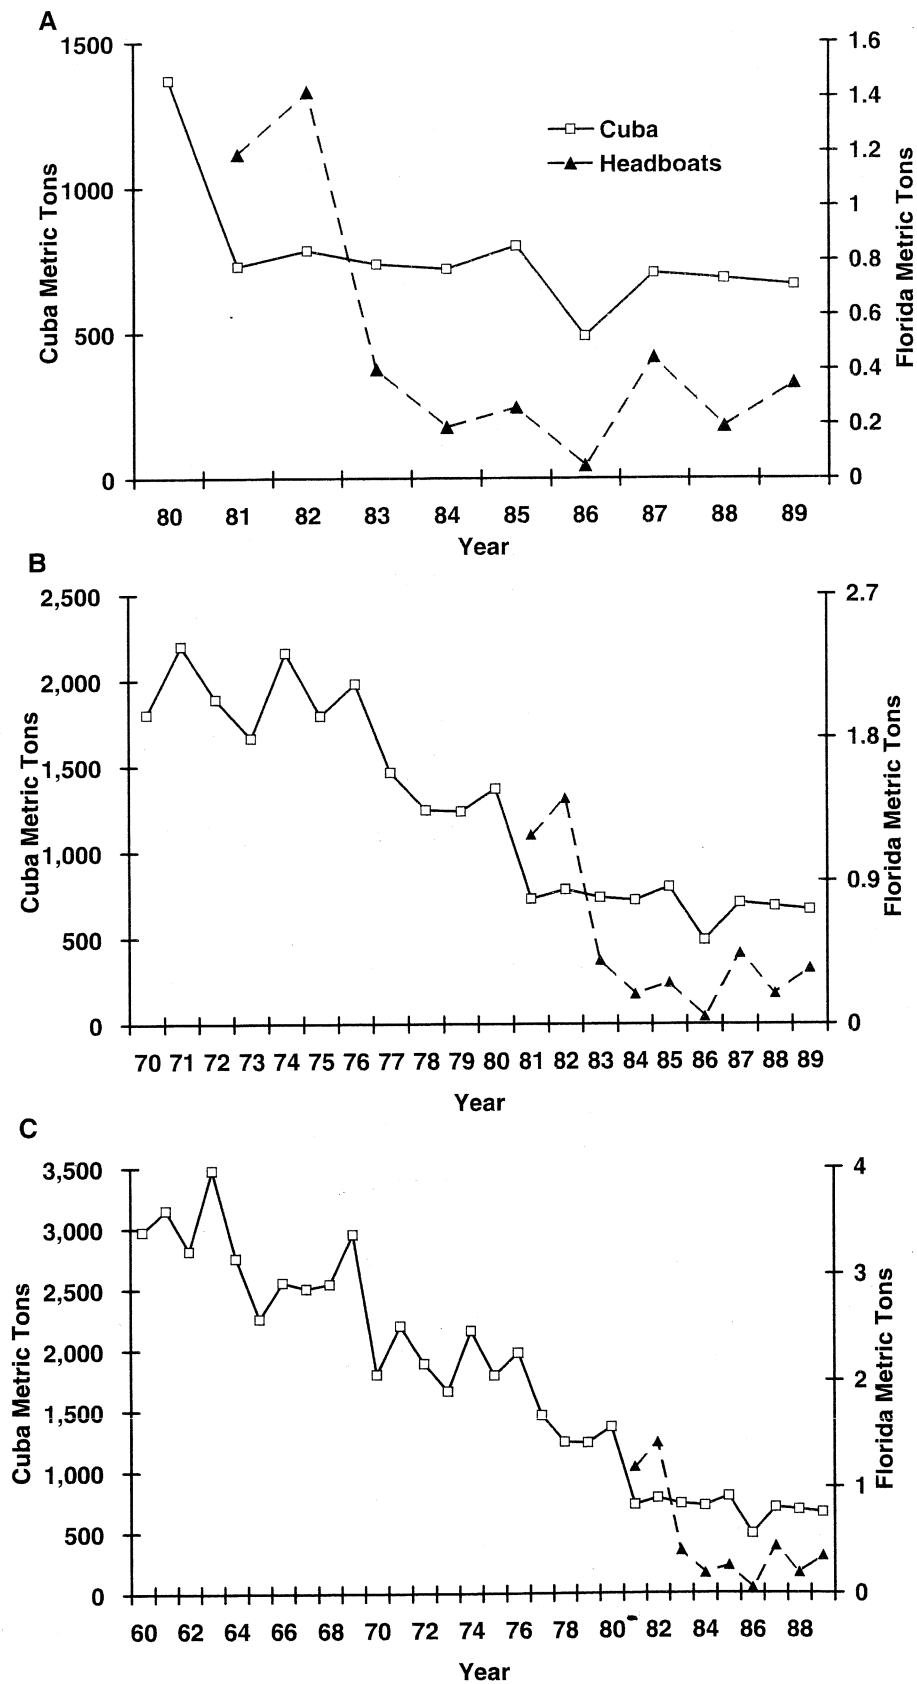 A
1500
1000
500
0
Cuba Metric Tons
1.6
1.4
1.2
1
0.8
0.6
0.4
0.2
0
Florida Metric Tons
Cuba
Headboats
80 81 82 83 84 85 86 87 88 89
Year
B
2,500
2,000
1,500
1,000
500
0
Cuba Metric Tons
2.7
1.8
0.9
0
Florida Metric Tons
70 71 72 73 74 75 76 77 78 79 80 81 82 83 84 85 86 87 88 89
Year
C
3,500
3,000
2,500
2,000
1,500
1,000
500
0
Cuba Metric Tons
4
3
2
1
0
Florida Metric Tons
60 62 64 66 68 70 72 74 76 78 80 82 84 86 88
Year